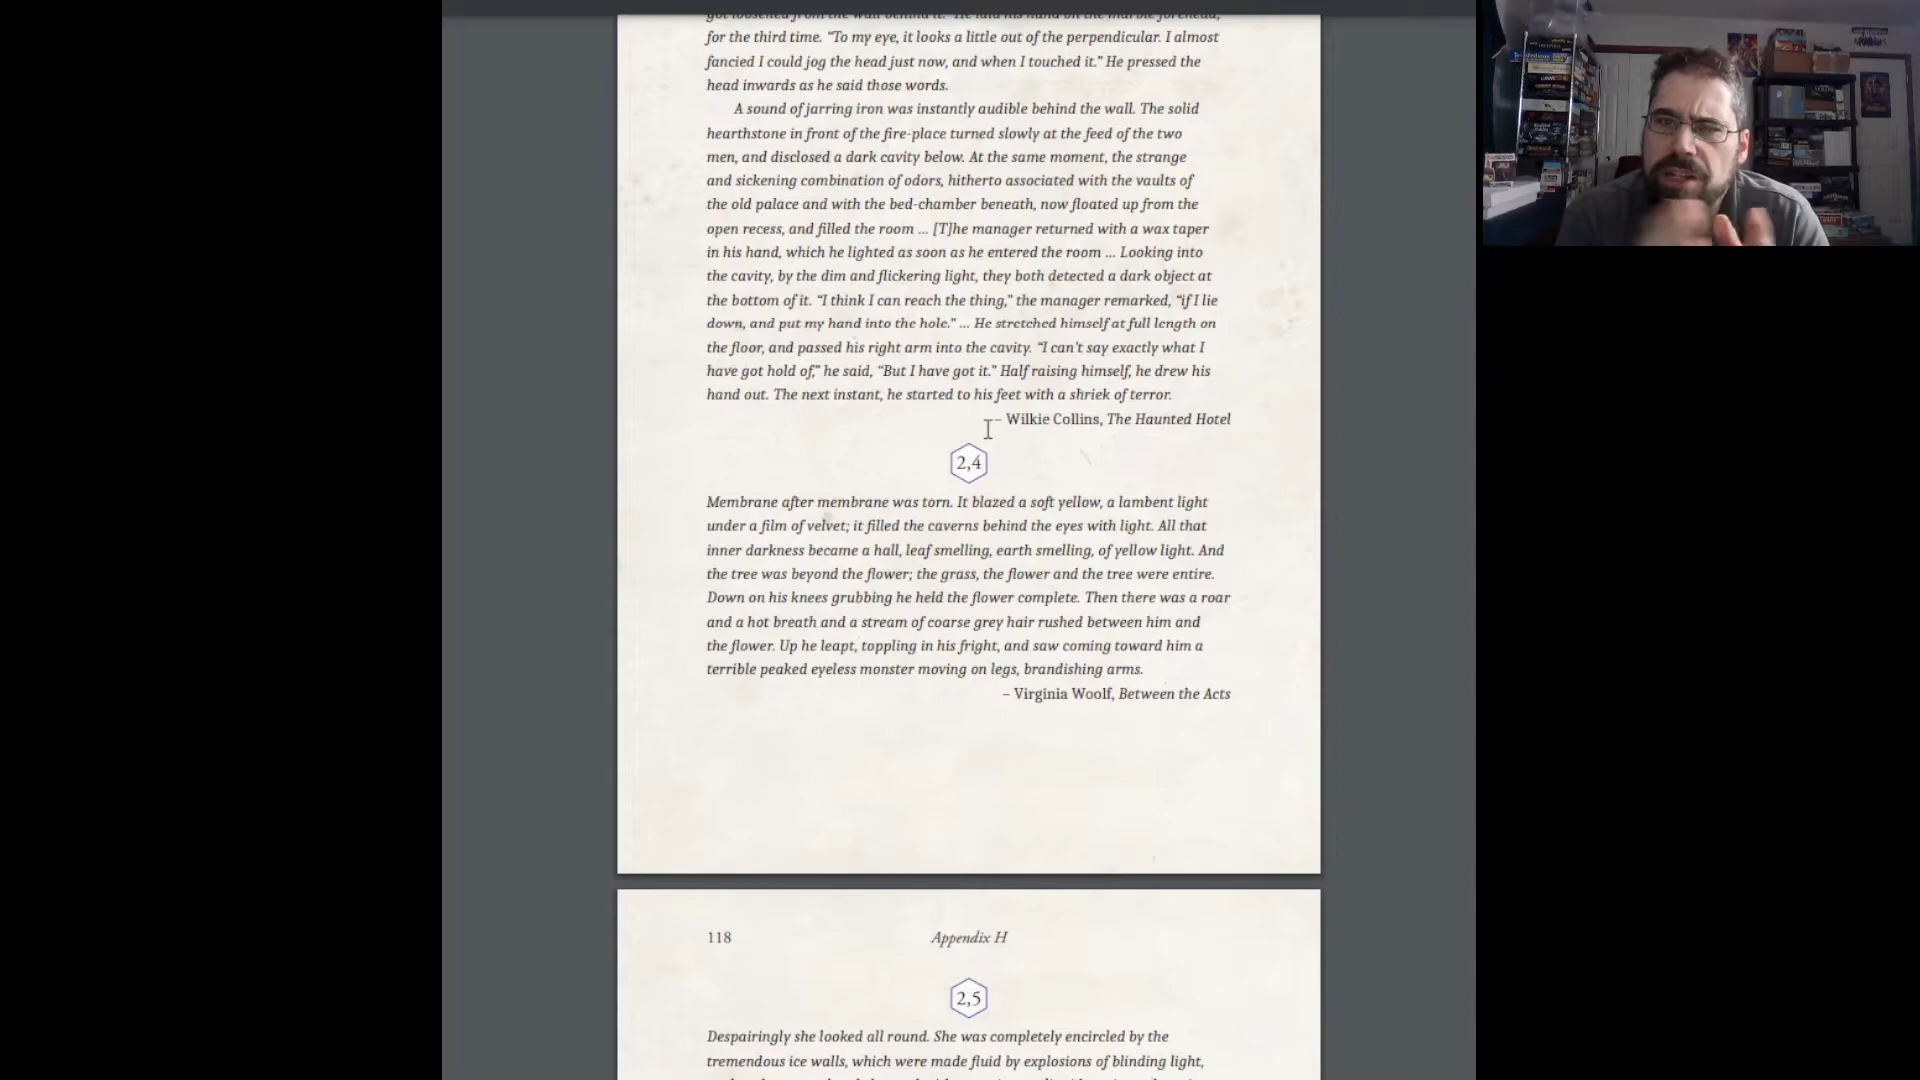 got loosened from the wall behind it." He laid his hand on the marble forehead,
for the third time. “To my eye, it looks a little out of the perpendicular. I almost
fancied I could jog the head just now, and when I touched it.” He pressed the
head inwards as he said those words.
A sound of jarring iron was instantly audible behind the wall. The solid
hearthstone in front of the fire-place turned slowly at the feed of the two
men, and disclosed a dark cavity below. At the same moment, the strange
and sickening combination of odors, hitherto associated with the vaults of
the old palace and with the bed-chamber beneath, now floated up from the
open recess, and filled the room ... [T]he manager returned with a wax taper
in his hand, which he lighted as soon as he entered the room ... Looking into
the cavity, by the dim and flickering light, they both detected a dark object at
the bottom of it. “I think I can reach the thing,” the manager remarked, “if I lie
down, and put my hand into the hole.” ... He stretched himself at full length on
the floor, and passed his right arm into the cavity. “I can't say exactly what I
have got hold of,” he said, “But I have got it.” Half raising himself, he drew his
hand out. The next instant, he started to his feet with a shriek of terror.
– Wilkie Collins, The Haunted Hotel
2,4
Membrane after membrane was torn. It blazed a soft yellow, a lambent light
under a film of velvet; it filled the caverns behind the eyes with light. All that
inner darkness became a hall, leaf smelling, earth smelling, of yellow light. And
the tree was beyond the flower; the grass, the flower and the tree were entire.
Down on his knees grubbing he held the flower complete. Then there was a roar
and a hot breath and a stream of coarse grey hair rushed between him and
the flower. Up he leapt, toppling in his fright, and saw coming toward him a
terrible peaked eyeless monster moving on legs, brandishing arms.
– Virginia Woolf, Between the Acts
118
Appendix H
2,5
Despairingly she looked all round. She was completely encircled by the
tremendous ice walls, which were made fluid by explosions of blinding light,